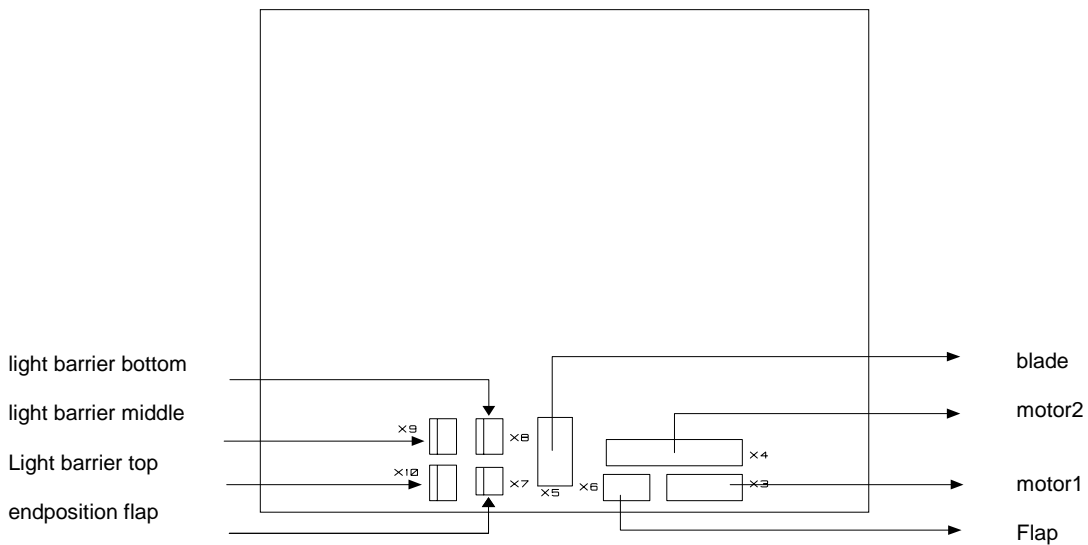 light barrier bottom
blade
light barrier middle
motor2
X9
X8
Light barrier top
X4
X10
X7
X5
X6
X3
motor1
endposition flap
Flap